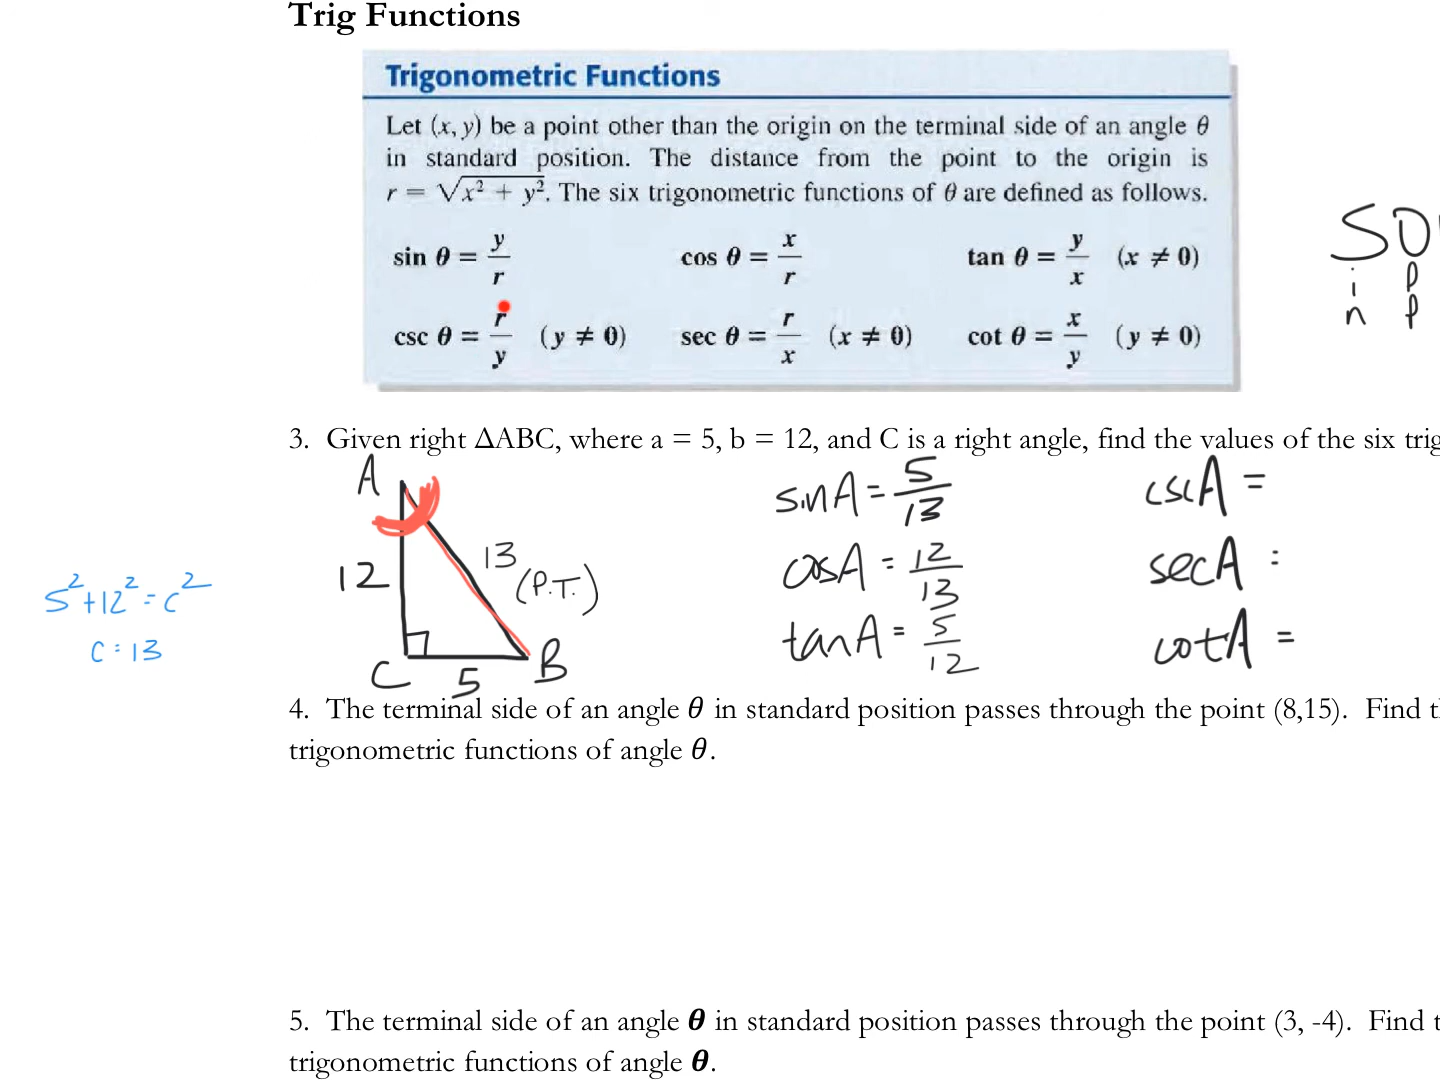 Trig Functions
Trigonometric Functions
Let (x, y) be a point other than the origin on the terminal side of an angle θ
in standard position. The distance from the point to the origin is
r = √x² + y². The six trigonometric functions of θ are defined as follows.
sin θ = y/r cos θ = x/r tan θ = y/x (x ≠ 0)
csc θ = r/y (y ≠ 0) sec θ = r/x (x ≠ 0) cot θ = x/y (y ≠ 0)
SO
in pp
3. Given right ΔABC, where a = 5, b = 12, and C is a right angle, find the values of the six trig
A
12
13
(P.T.)
C
5
B
5² + 12² = c²
c = 13
sinA = 5/13
cosA = 12/13
tanA = 5/12
cscA =
secA :
cotA =
4. The terminal side of an angle θ in standard position passes through the point (8,15). Find t
trigonometric functions of angle θ.
5. The terminal side of an angle θ in standard position passes through the point (3, -4). Find t
trigonometric functions of angle θ.